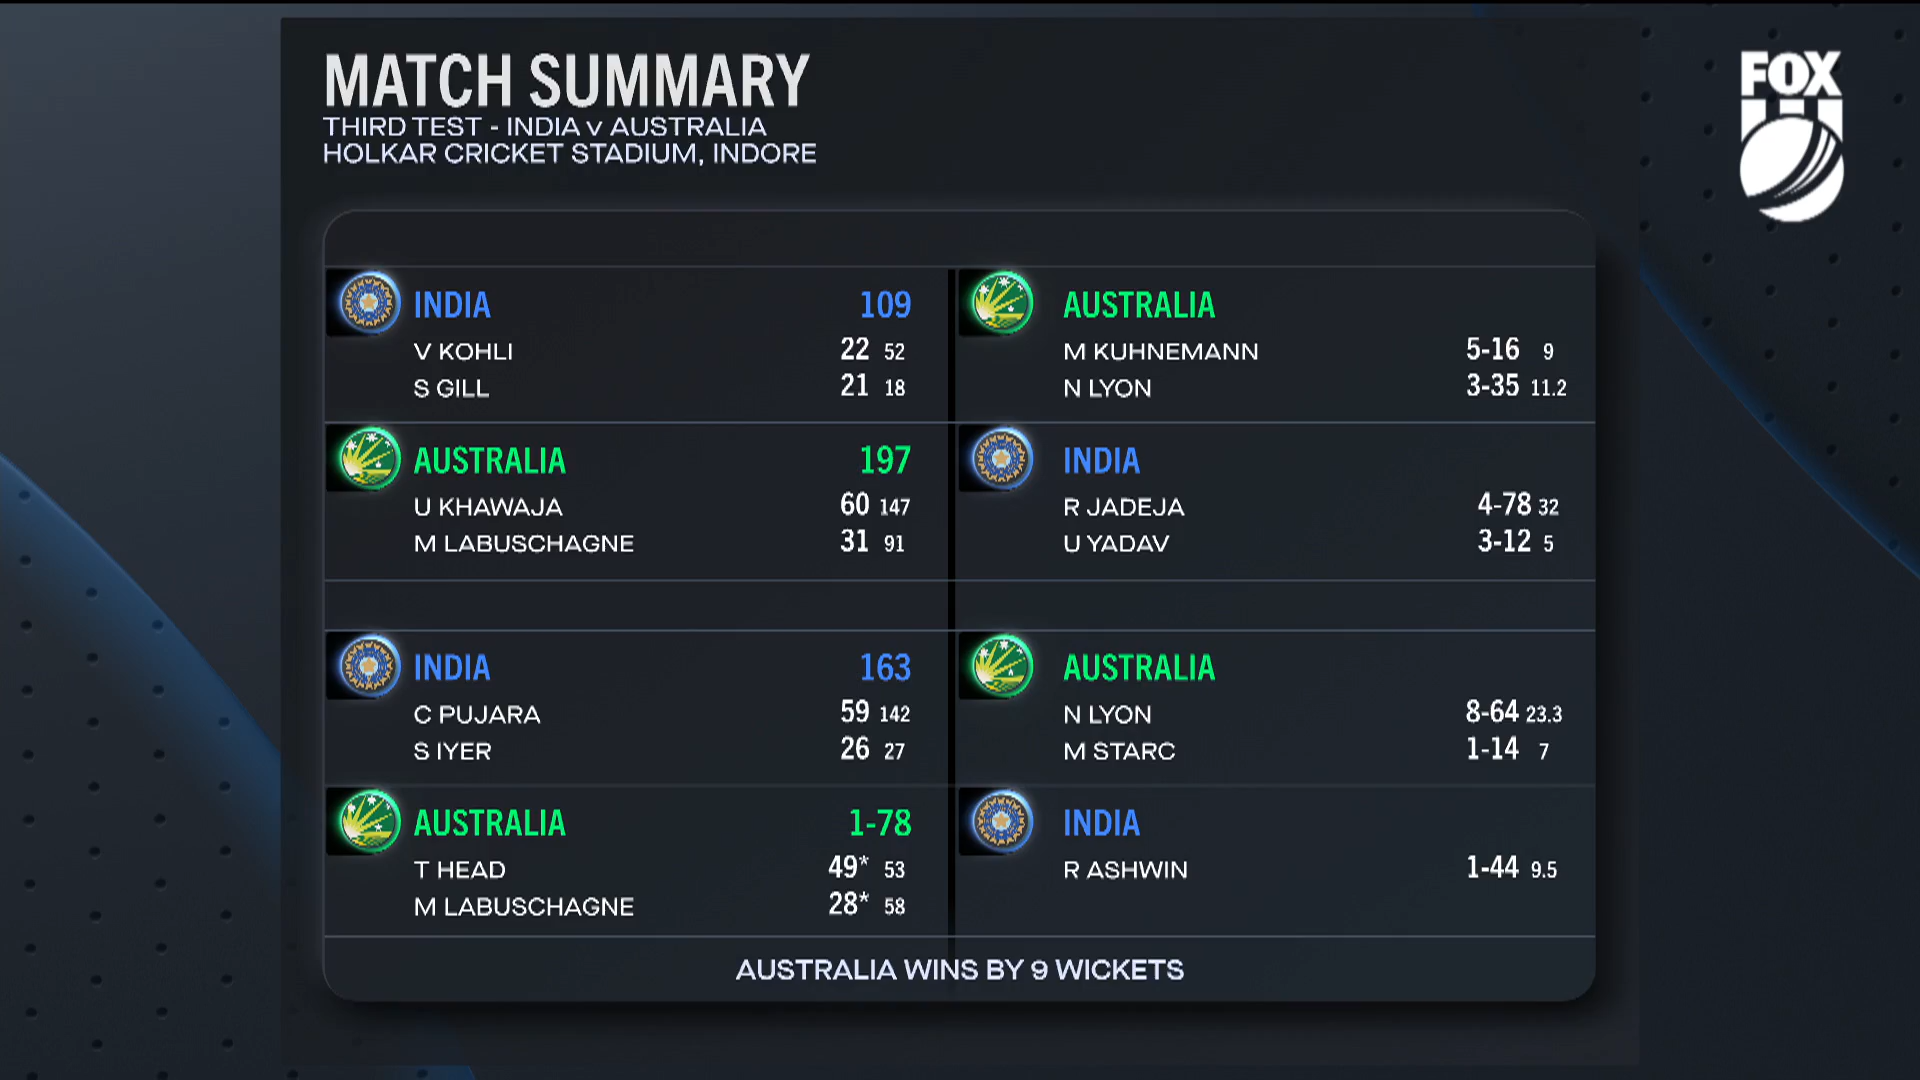 MATCH SUMMARY
THIRD TEST - INDIA v AUSTRALIA
HOLKAR CRICKET STADIUM, INDORE
FOX
INDIA 109
V KOHLI 22 52
S GILL 21 18
AUSTRALIA
M KUHNEMANN 5-16 9
N LYON 3-35 11.2
AUSTRALIA 197
U KHAWAJA 60 147
M LABUSCHAGNE 31 91
INDIA
R JADEJA 4-78 32
U YADAV 3-12 5
INDIA 163
C PUJARA 59 142
S IYER 26 27
AUSTRALIA
N LYON 8-64 23.3
M STARC 1-14 7
AUSTRALIA 1-78
T HEAD 49* 53
M LABUSCHAGNE 28* 58
INDIA
R ASHWIN 1-44 9.5
AUSTRALIA WINS BY 9 WICKETS